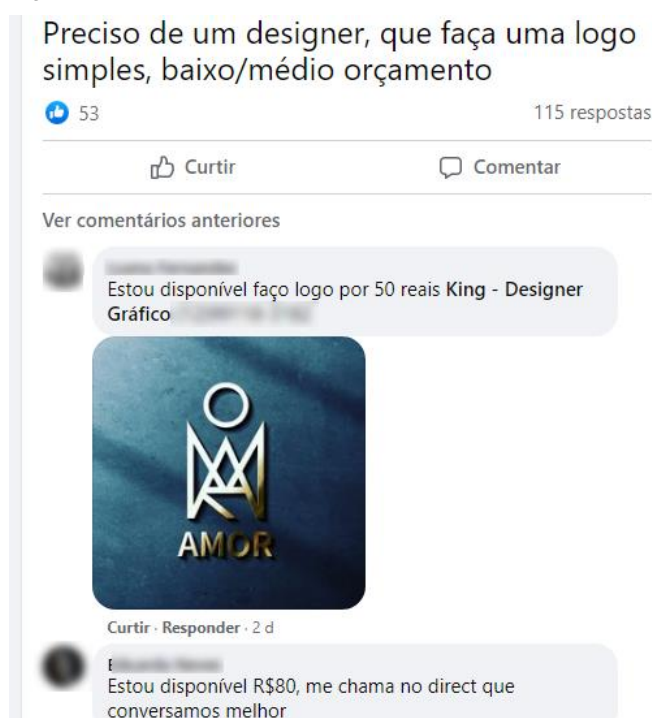 Preciso de um designer, que faça uma logo
simples, baixo/médio orçamento
53
115 respostas
Curtir
Comentar
Ver comentários anteriores
Estou disponível faço logo por 50 reais King - Designer
Gráfico
AMOR
Curtir · Responder · 2 d
Estou disponível R$80, me chama no direct que
conversamos melhor